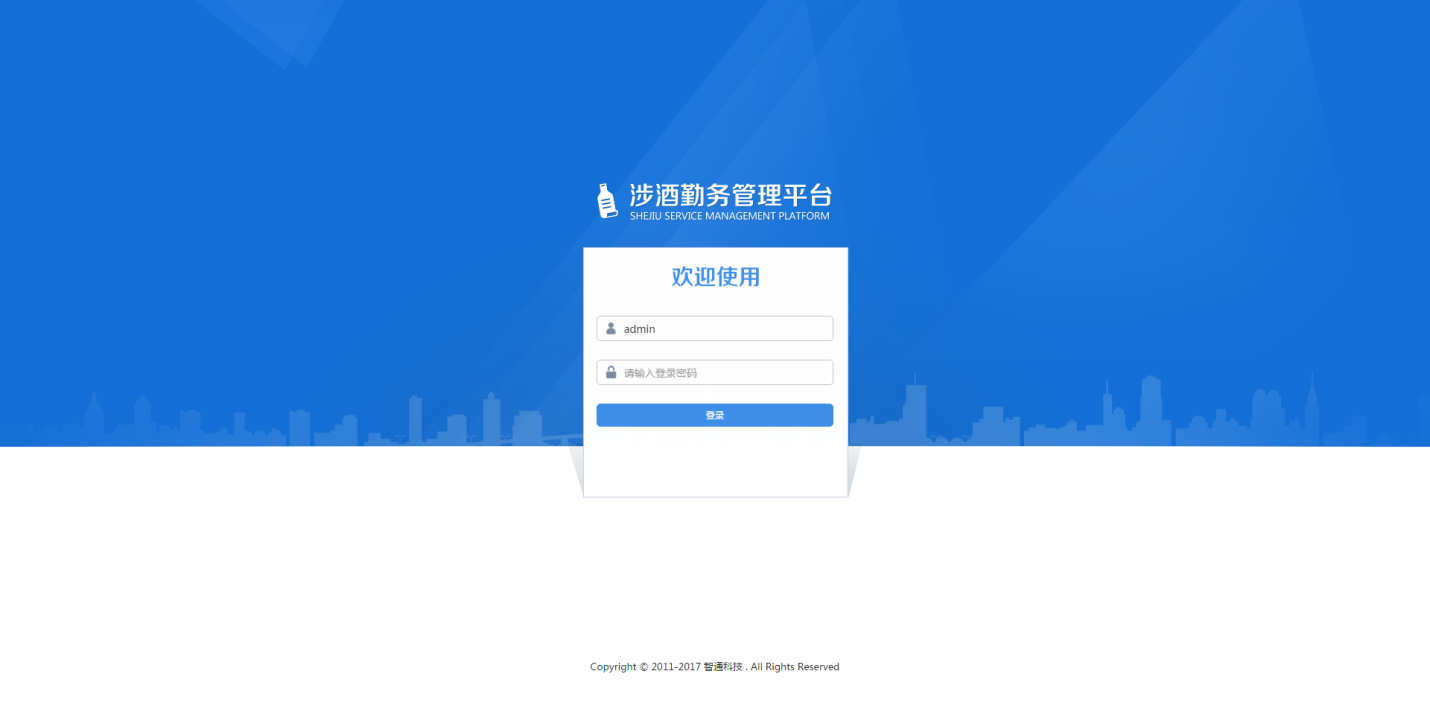 涉酒勤务管理平台
SHEJIU SERVICE MANAGEMENT PLATFORM
欢迎使用
admin
请输入登录密码
登录
Copyright © 2011-2017 智通科技 . All Rights Reserved